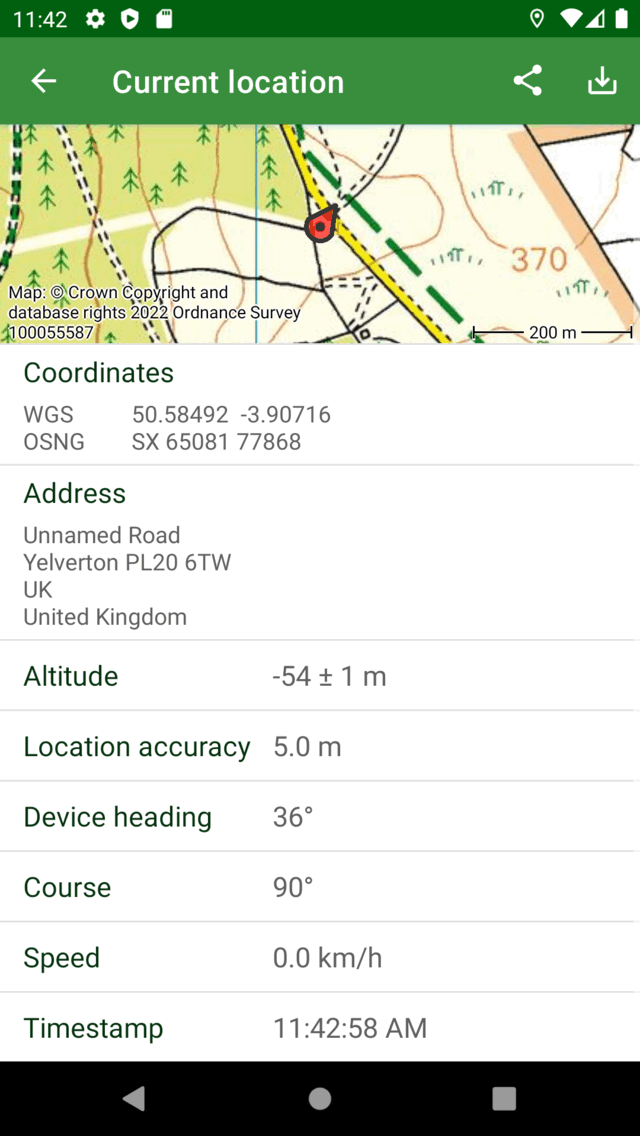 11:42
Current location
370
Map: © Crown Copyright and
database rights 2022 Ordnance Survey
100055587
200 m
Coordinates
WGS 50.58492 -3.90716
OSNG SX 65081 77868
Address
Unnamed Road
Yelverton PL20 6TW
UK
United Kingdom
Altitude -54 ± 1 m
Location accuracy 5.0 m
Device heading 36°
Course 90°
Speed 0.0 km/h
Timestamp 11:42:58 AM